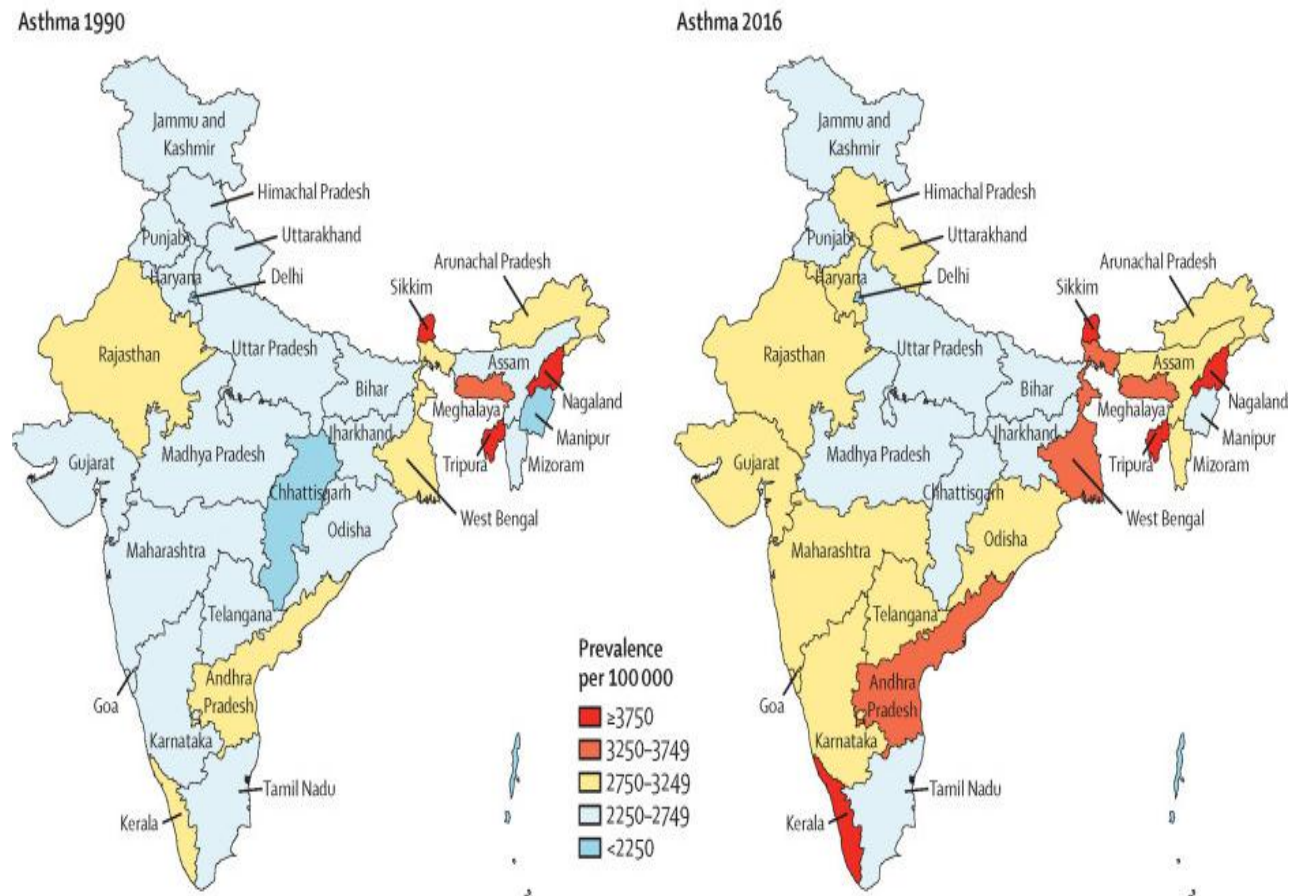 Asthma 1990
Jammu and
Kashmir
Himachal Pradesh
Punjab
Uttarakhand
Haryana
Delhi
Sikkim
Rajasthan
Uttar Pradesh
Assam
Bihar
Nagaland
Meghalaya
Manipur
Jharkhand
Gujarat
Madhya Pradesh
Tripura
Mizoram
Chhattisgarh
West Bengal
Odisha
Maharashtra
Telangana
Andhra
Pradesh
Goa
Karnataka
Tamil Nadu
Kerala
Prevalence
per 100 000
≥3750
3250–3749
2750–3249
2250–2749
<2250
Asthma 2016
Jammu and
Kashmir
Himachal Pradesh
Punjab
Uttarakhand
Arunachal Pradesh
Haryana
Delhi
Sikkim
Rajasthan
Uttar Pradesh
Assam
Bihar
Nagaland
Meghalaya
Manipur
Jharkhand
Gujarat
Madhya Pradesh
Tripura
Mizoram
Chhattisgarh
West Bengal
Odisha
Maharashtra
Telangana
Andhra
Pradesh
Goa
Karnataka
Tamil Nadu
Kerala